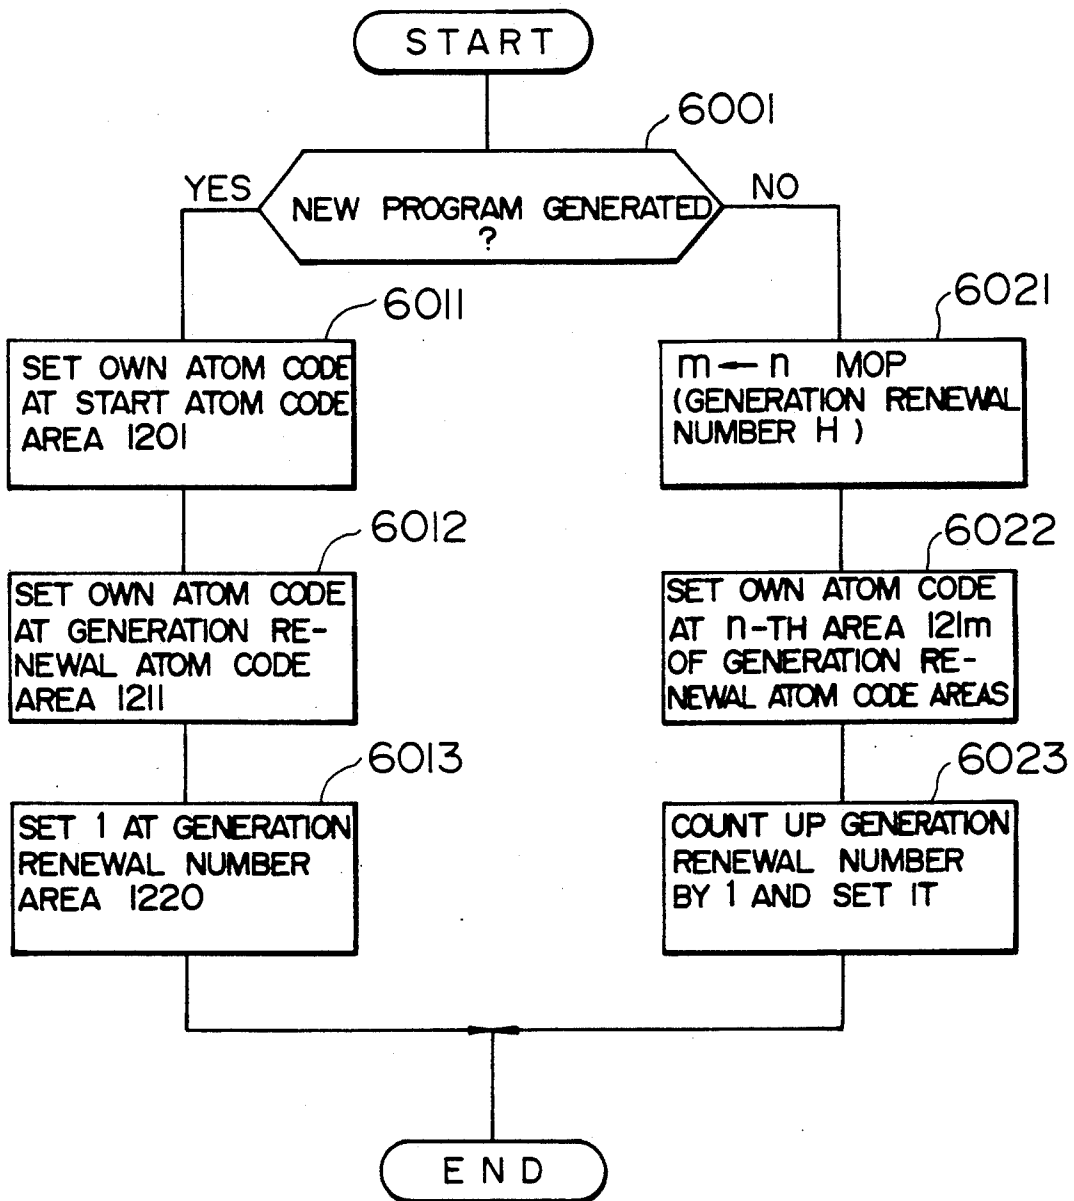 START
6001
YES
NO
NEW PROGRAM GENERATED
?
6011
SET OWN ATOM CODE
AT START ATOM CODE
AREA 1201
6012
SET OWN ATOM CODE
AT GENERATION RE-
NEWAL ATOM CODE
AREA 1211
6013
SET 1 AT GENERATION
RENEWAL NUMBER
AREA 1220
6021
m ← n MOP
(GENERATION RENEWAL
NUMBER H )
6022
SET OWN ATOM CODE
AT n-TH AREA 121m
OF GENERATION RE-
NEWAL ATOM CODE AREAS
6023
COUNT UP GENERATION
RENEWAL NUMBER
BY 1 AND SET IT
END